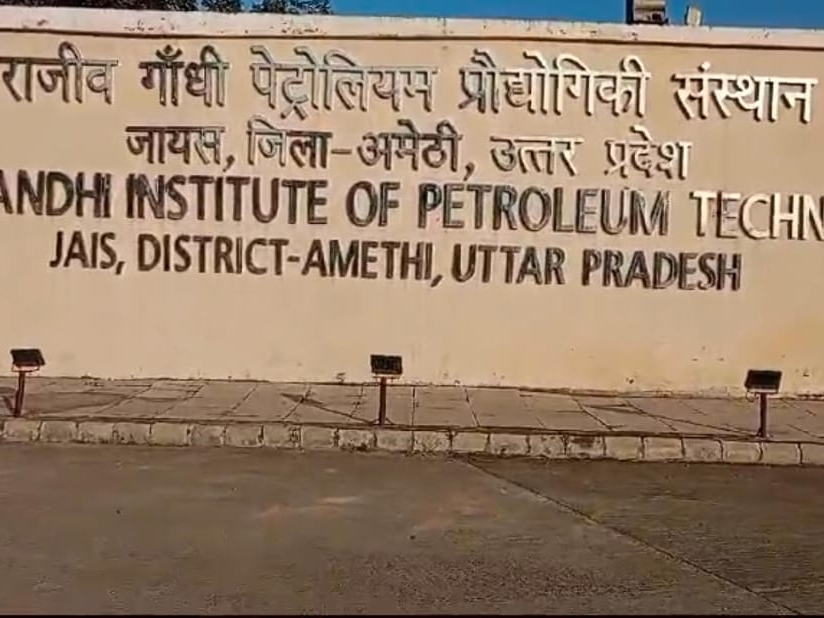 राजीव गाँधी पेट्रोलियम प्रौद्योगिकी संस्थान
जायस, जिला-अमेठी, उत्तर प्रदेश
ANDHI INSTITUTE OF PETROLEUM TECHN
JAIS, DISTRICT-AMETHI, UTTAR PRADESH